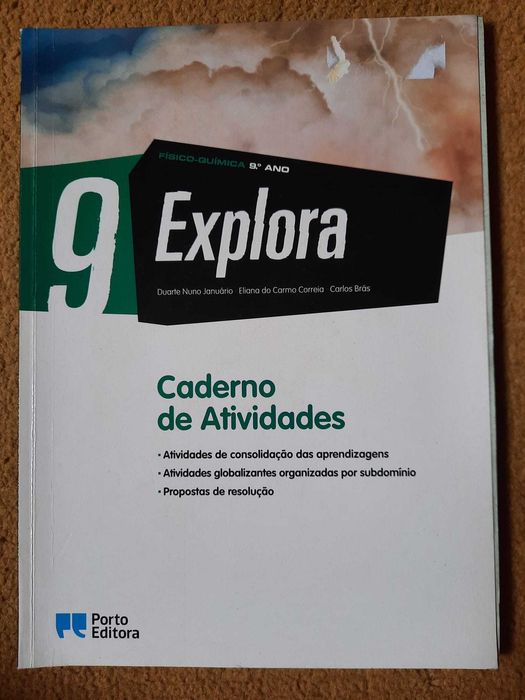 FÍSICO-QUÍMICA 9.º ANO
9 Explora
Duarte Nuno Januário · Eliana do Carmo Correia · Carlos Brás
Caderno
de Atividades
• Atividades de consolidação das aprendizagens
• Atividades globalizantes organizadas por subdomínio
• Propostas de resolução
Porto
Editora